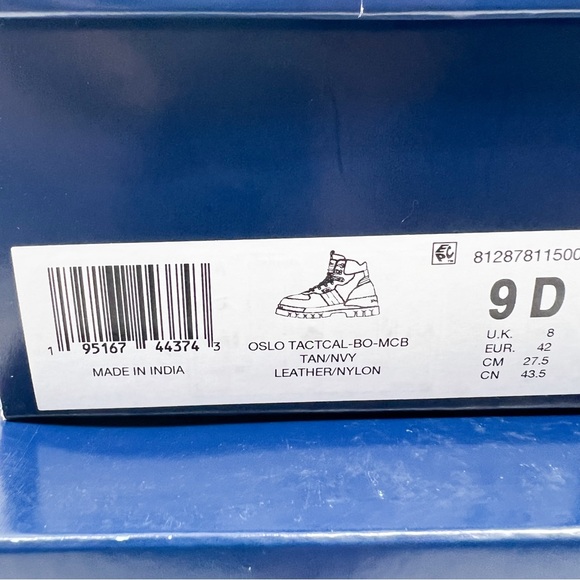 1 95167 44374 3
MADE IN INDIA
OSLO TACTCAL-BO-MCB
TAN/NVY
LEATHER/NYLON
81287811500
9 D
U.K. 8
EUR. 42
CM 27.5
CN 43.5